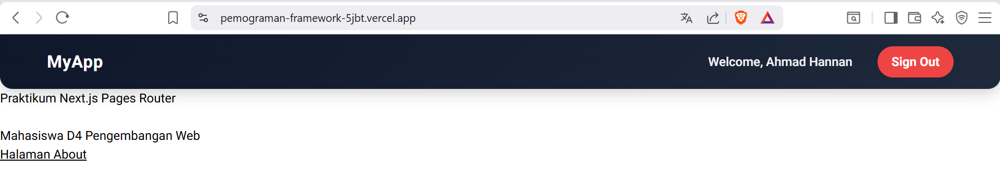 pemograman-framework-5jbt.vercel.app
MyApp
Welcome, Ahmad Hannan
Sign Out
Praktikum Next.js Pages Router
Mahasiswa D4 Pengembangan Web
Halaman About